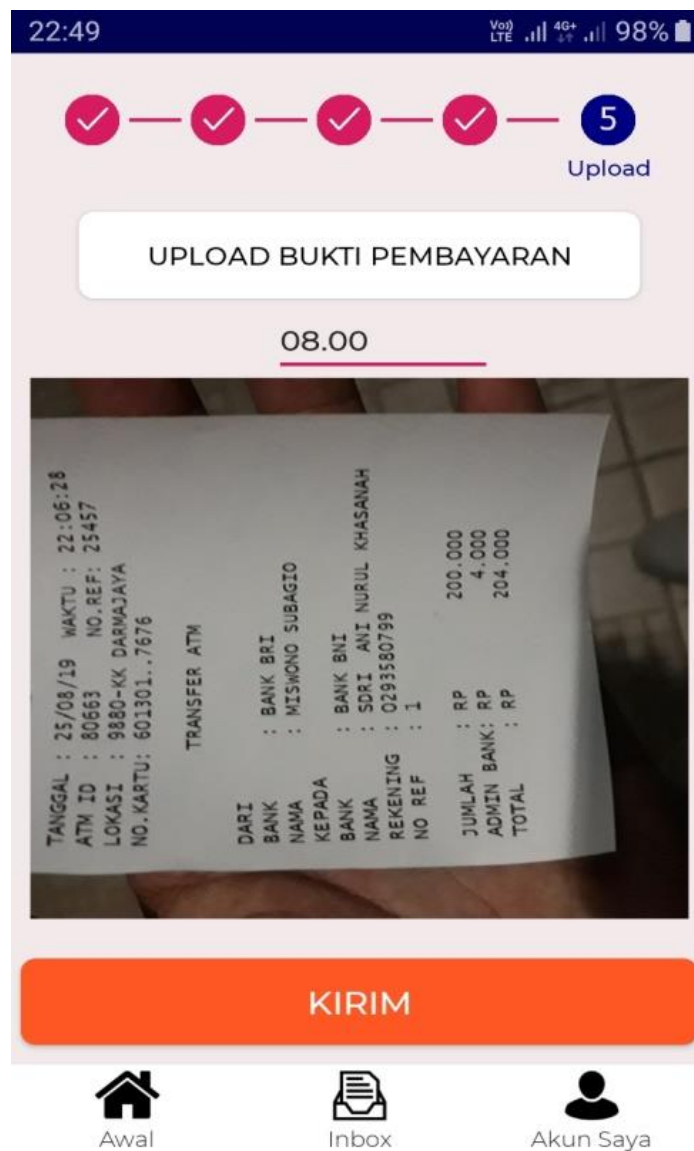 22:49 Vo)) LTE 4G+ 98%
5
Upload
UPLOAD BUKTI PEMBAYARAN
08.00
TANGGAL : 25/08/19 WAKTU : 22:06:28
ATM ID : 80663 NO.REF: 25457
LOKASI : 9880-KK DARMAJAYA
NO.KARTU: 601301..7676
TRANSFER ATM
DARI
BANK : BANK BRI
NAMA : MISWONO SUBAGIO
KEPADA
BANK : BANK BNI
NAMA : SDRI ANI NURUL KHASANAH
REKENING : 0293580799
NO REF : 1
JUMLAH : RP 200.000
ADMIN BANK: RP 4.000
TOTAL : RP 204.000
KIRIM
Awal Inbox Akun Saya